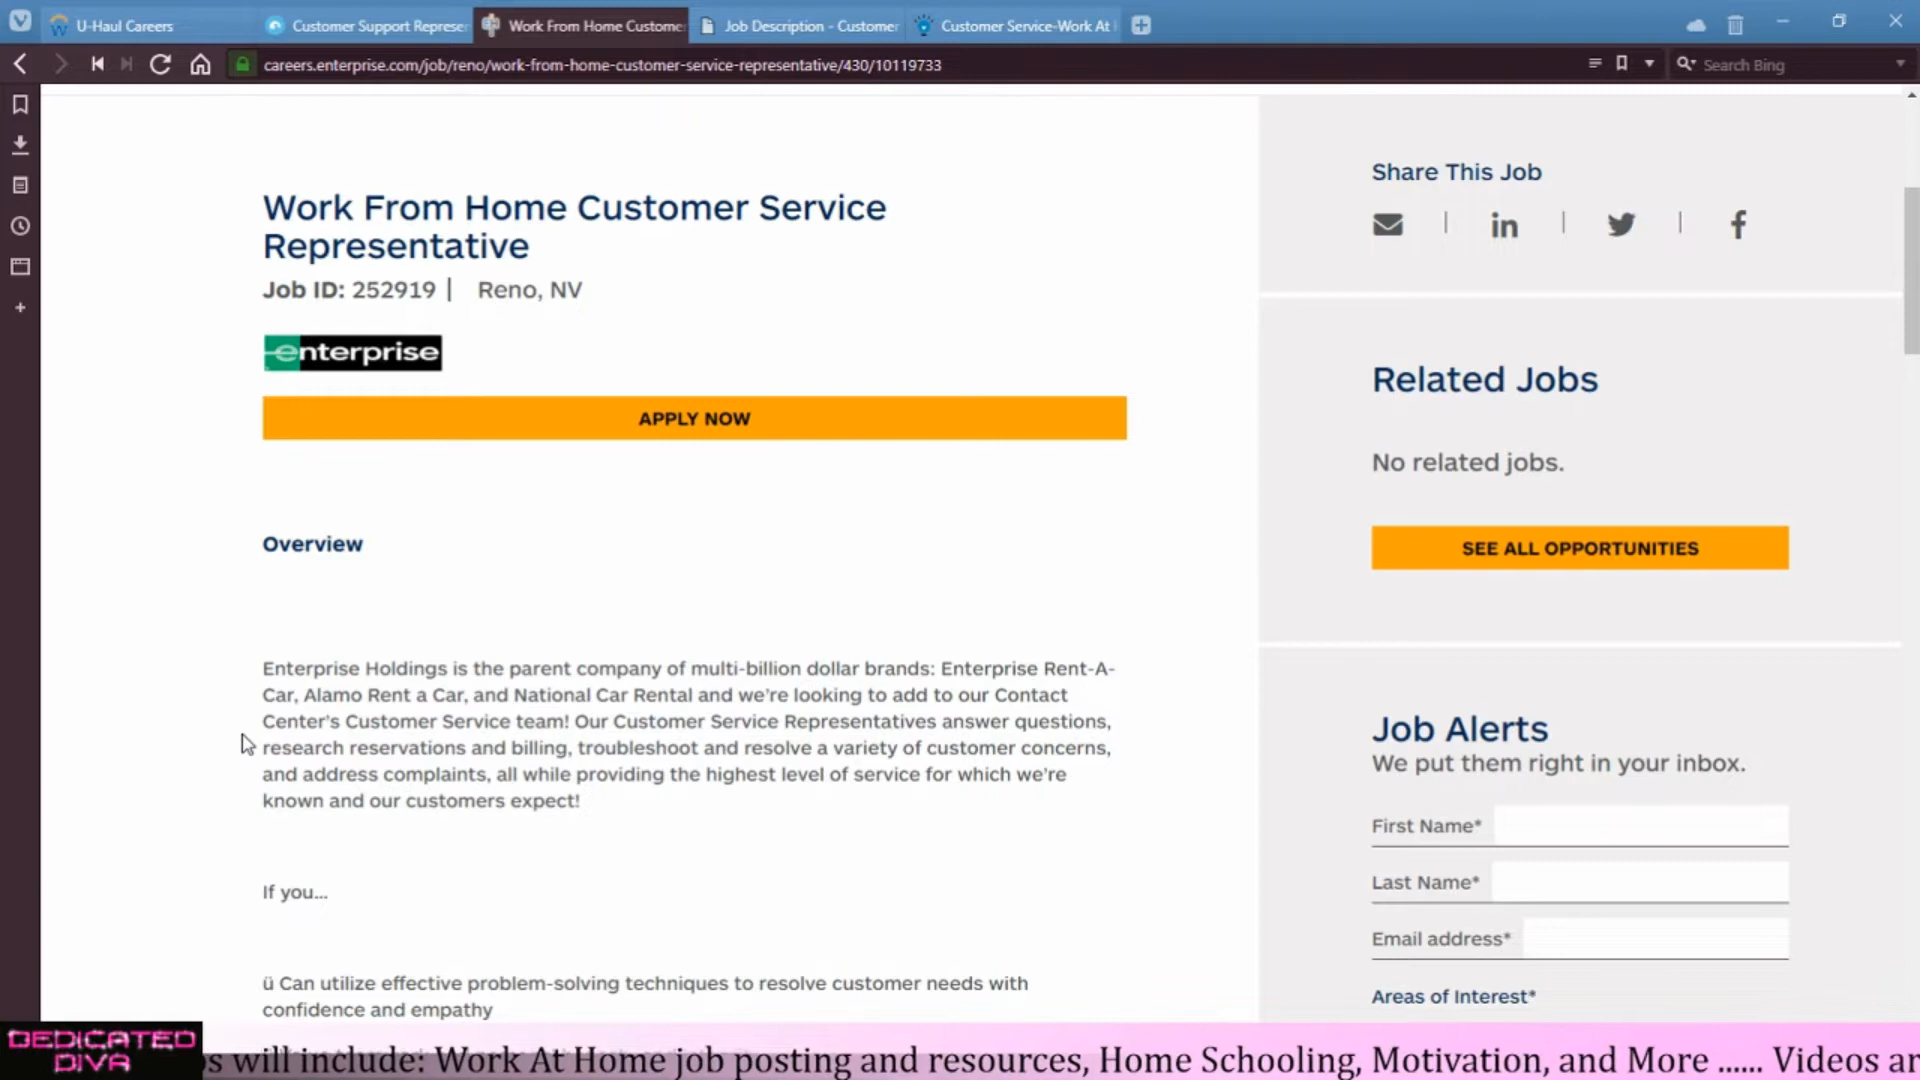 U-Haul Careers
Customer Support Represe
Work From Home Custome
Job Description - Custome
Customer Service-Work At
careers.enterprise.com/job/reno/work-from-home-customer-service-representative/430/10119733
Search Bing
Work From Home Customer Service
Representative
Job ID: 252919 | Reno, NV
enterprise
APPLY NOW
Overview
Enterprise Holdings is the parent company of multi-billion dollar brands: Enterprise Rent-A-
Car, Alamo Rent a Car, and National Car Rental and we're looking to add to our Contact
Center's Customer Service team! Our Customer Service Representatives answer questions,
research reservations and billing, troubleshoot and resolve a variety of customer concerns,
and address complaints, all while providing the highest level of service for which we're
known and our customers expect!
If you...
ü Can utilize effective problem-solving techniques to resolve customer needs with
confidence and empathy
Share This Job
Related Jobs
No related jobs.
SEE ALL OPPORTUNITIES
Job Alerts
We put them right in your inbox.
First Name*
Last Name*
Email address*
Areas of Interest*
DEDICATED
DIVA
os will include: Work At Home job posting and resources, Home Schooling, Motivation, and More ...... Videos ar